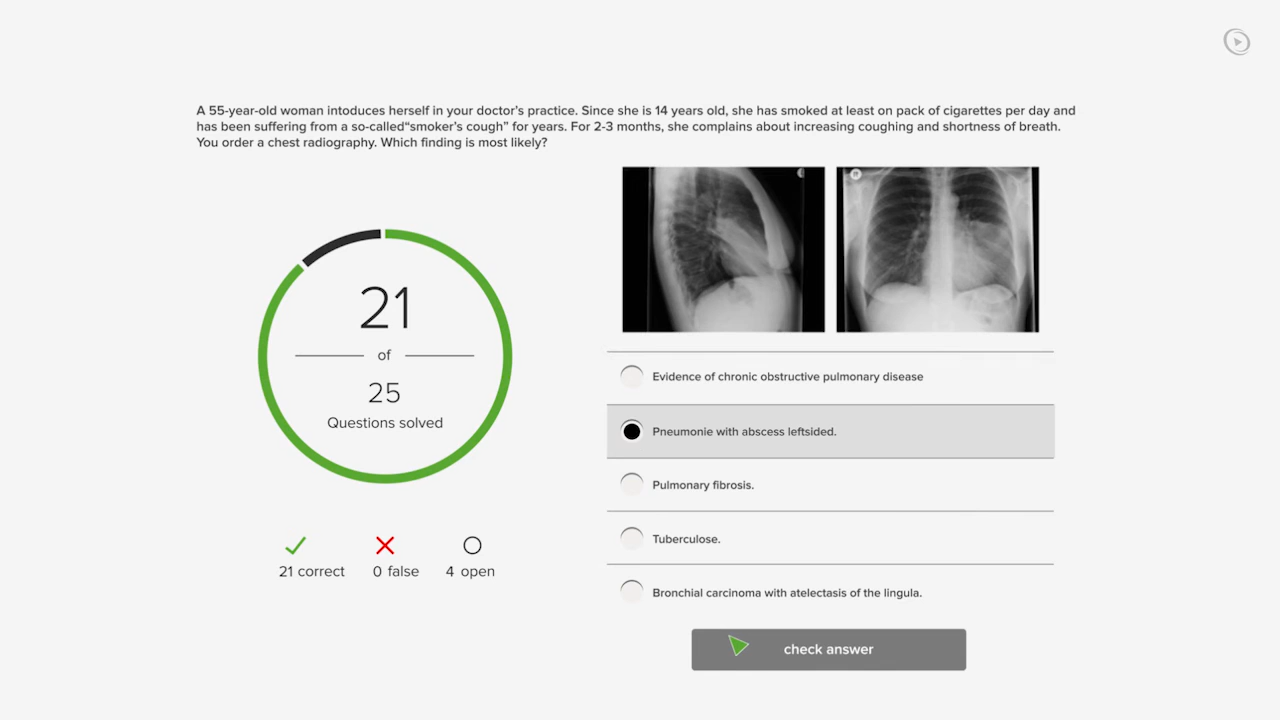 A 55-year-old woman intoduces herself in your doctor's practice. Since she is 14 years old, she has smoked at least on pack of cigarettes per day and
has been suffering from a so-called“smoker's cough” for years. For 2-3 months, she complains about increasing coughing and shortness of breath.
You order a chest radiography. Which finding is most likely?
21
of
25
Questions solved
21 correct
0 false
4 open
Evidence of chronic obstructive pulmonary disease
Pneumonie with abscess leftsided.
Pulmonary fibrosis.
Tuberculose.
Bronchial carcinoma with atelectasis of the lingula.
check answer